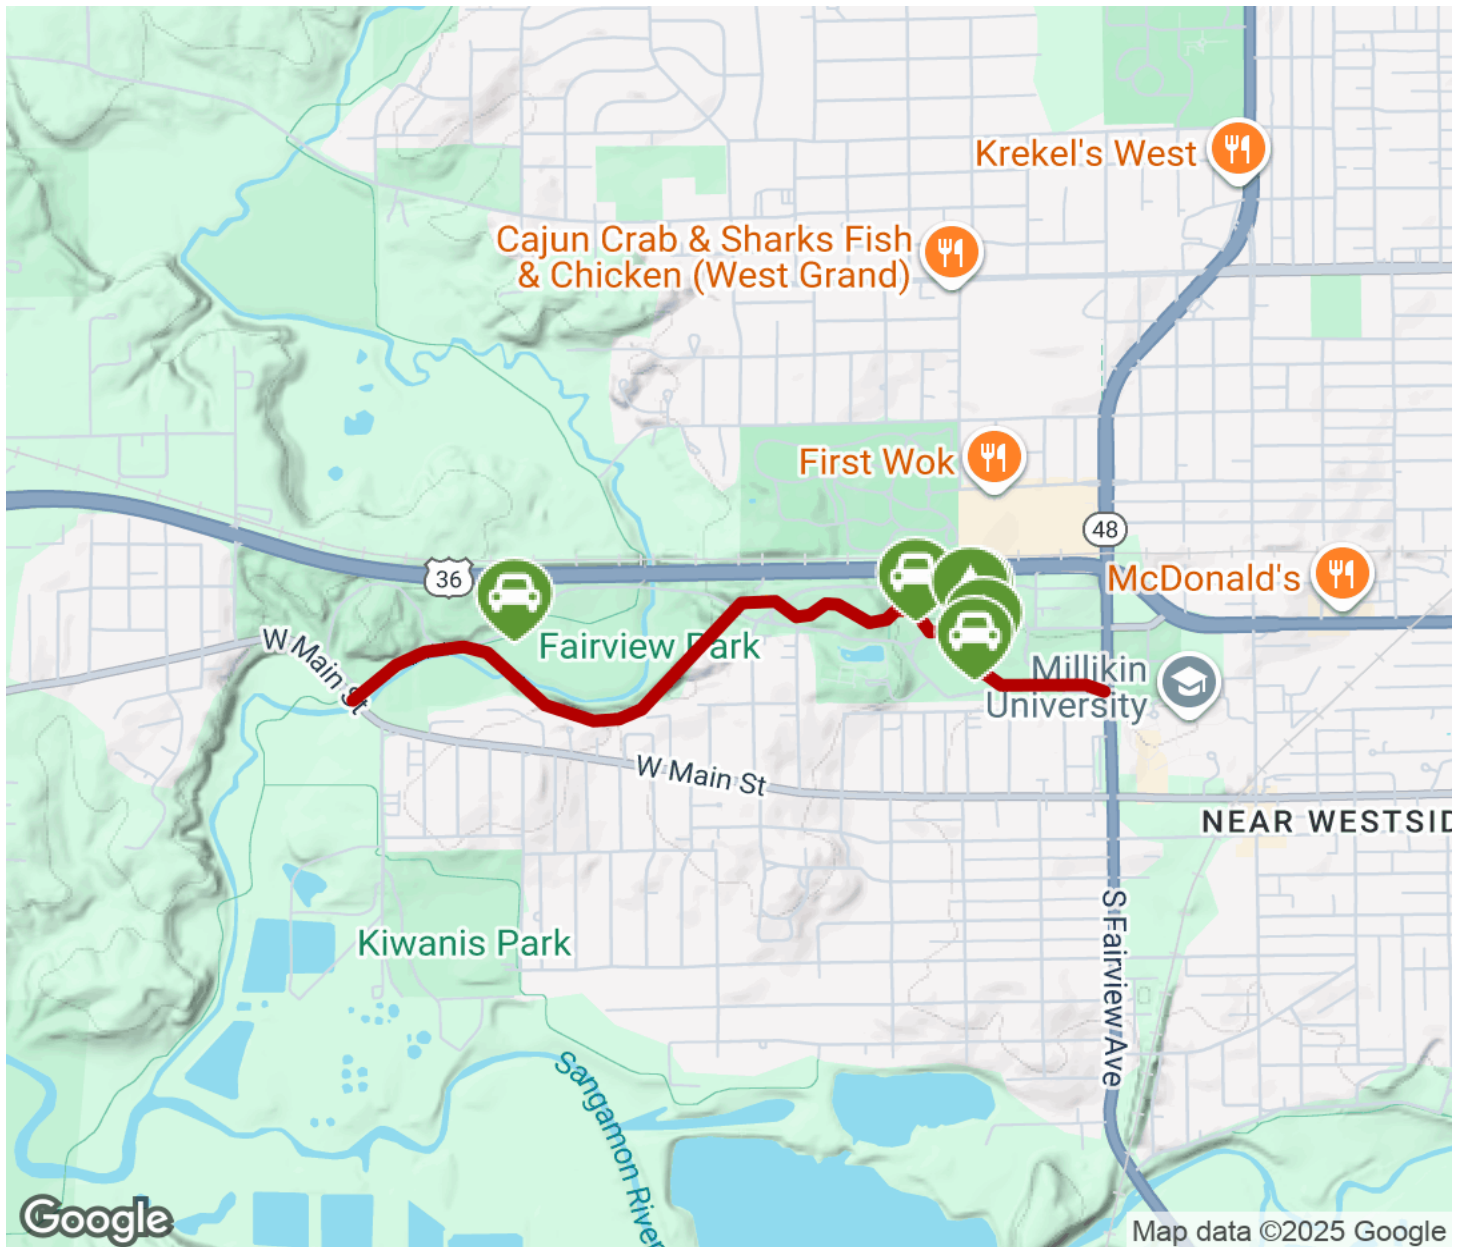 Krekel's West
Cajun Crab & Sharks Fish
& Chicken (West Grand)
First Wok
48
36
McDonald's
W Main St
Fairview Park
Millikin
University
W Main St
NEAR WESTSID
S Fairview Ave
Kiwanis Park
Sangamon River
Google
Map data ©2025 Google